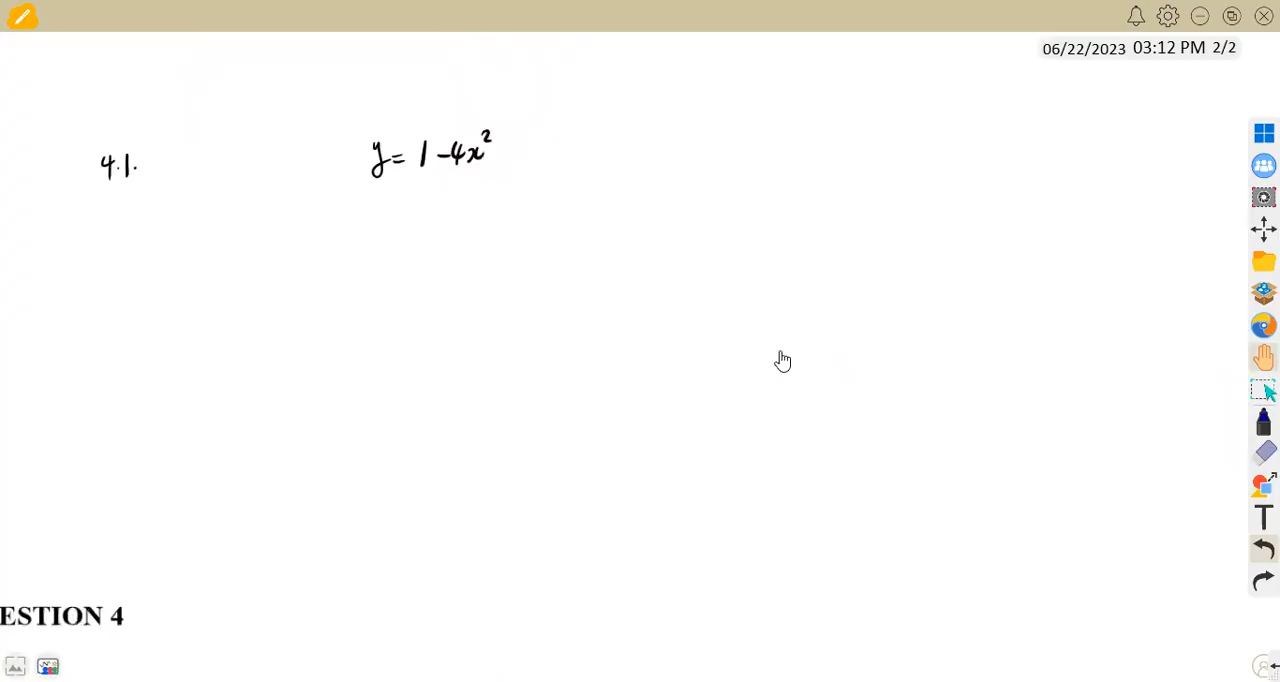 06/22/2023 03:12 PM 2/2
4.1. y = 1 - 4x²
T
ESTION 4